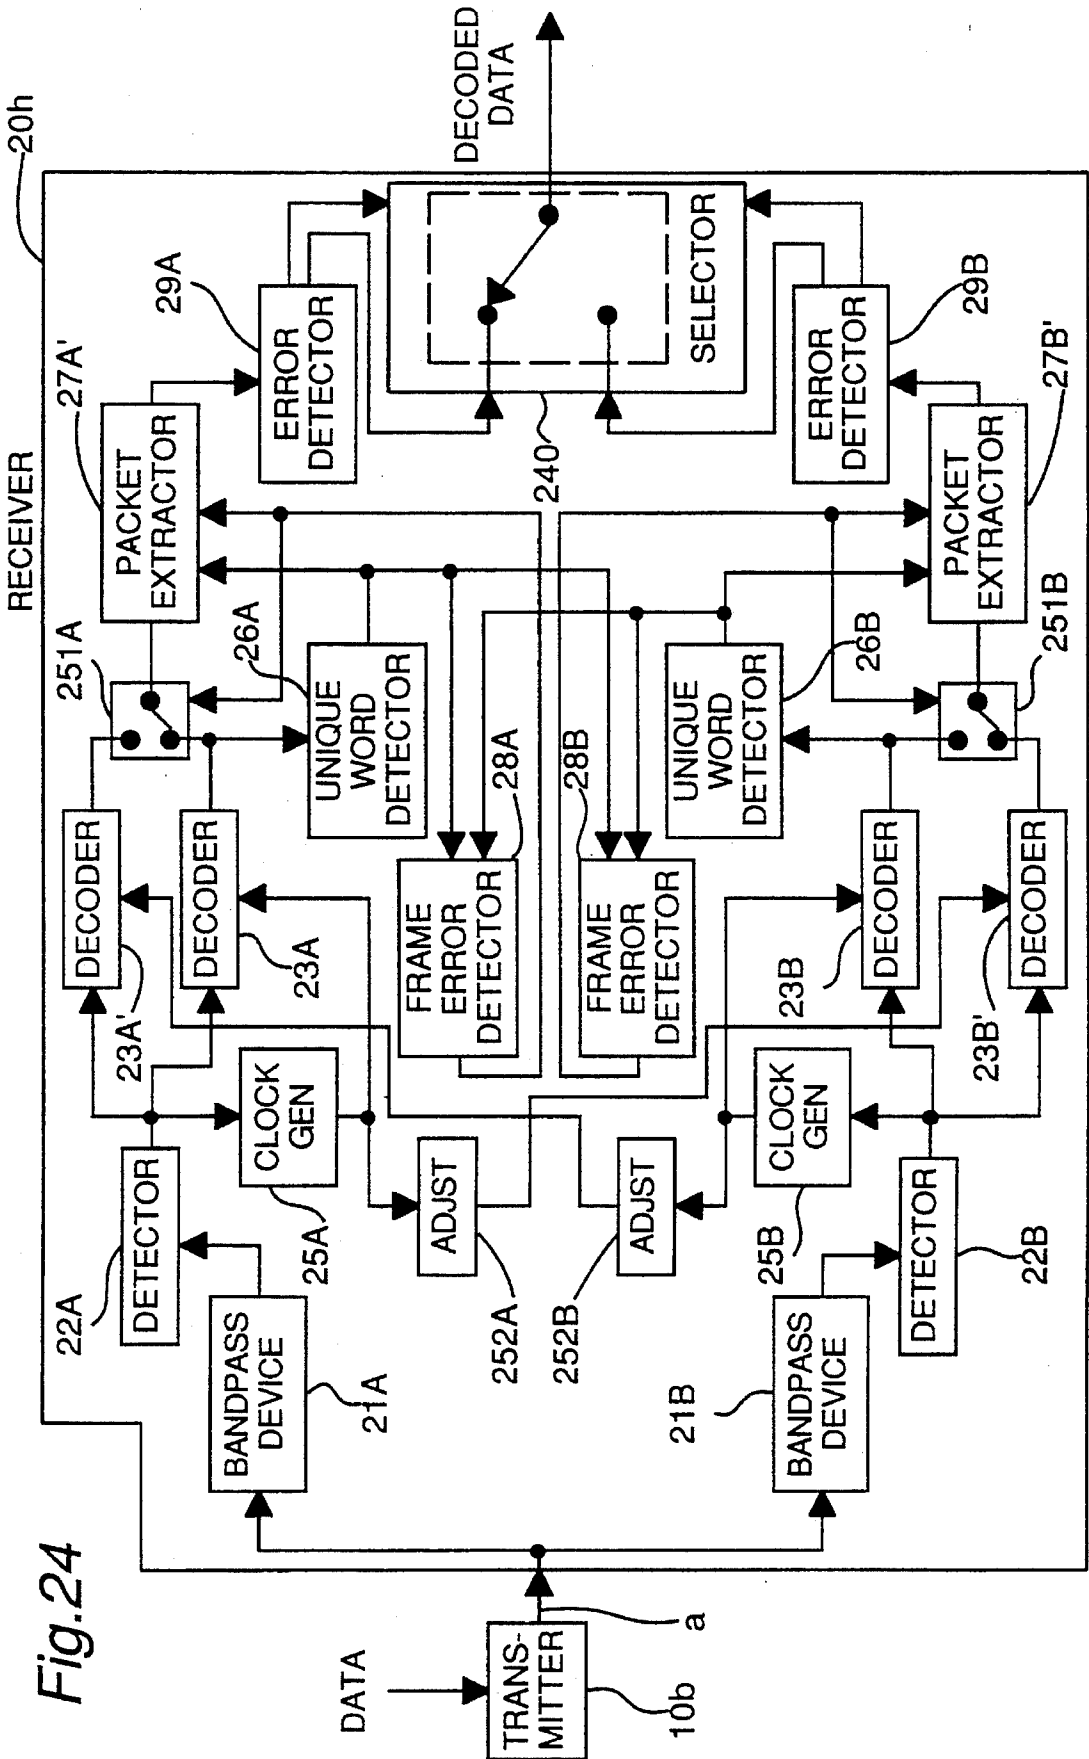 Fig.24
RECEIVER
20h
DATA
TRANS-
MITTER
10b
a
BANDPASS
DEVICE
21A
DETECTOR
22A
CLOCK
GEN
25A
DECODER
23A'
DECODER
23A
251A
PACKET
EXTRACTOR
27A'
UNIQUE
WORD
DETECTOR
26A
ERROR
DETECTOR
29A
FRAME
ERROR
DETECTOR
28A
ADJST
252A
SELECTOR
240
DECODED
DATA
ADJST
252B
FRAME
ERROR
DETECTOR
28B
BANDPASS
DEVICE
21B
DETECTOR
22B
CLOCK
GEN
25B
DECODER
23B
DECODER
23B'
UNIQUE
WORD
DETECTOR
26B
251B
PACKET
EXTRACTOR
27B'
ERROR
DETECTOR
29B